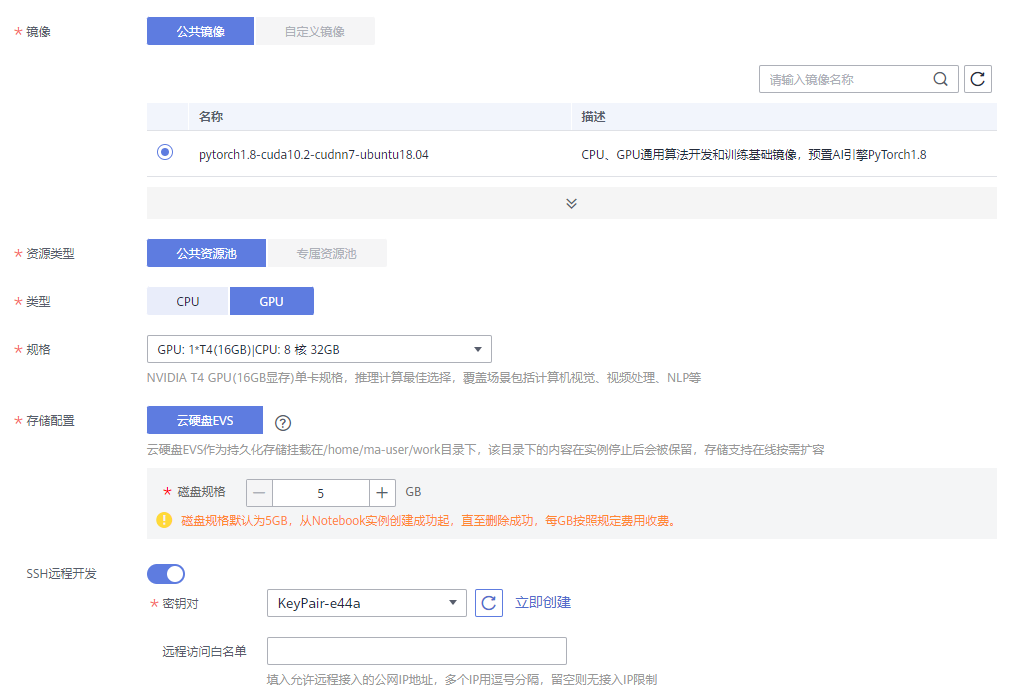 * 镜像 公共镜像 自定义镜像
请输入镜像名称
名称 描述
pytorch1.8-cuda10.2-cudnn7-ubuntu18.04 CPU、GPU通用算法开发和训练基础镜像，预置AI引擎PyTorch1.8
* 资源类型 公共资源池 专属资源池
* 类型 CPU GPU
* 规格 GPU: 1*T4(16GB)|CPU: 8 核 32GB
NVIDIA T4 GPU(16GB显存)单卡规格，推理计算最佳选择，覆盖场景包括计算机视觉、视频处理、NLP等
* 存储配置 云硬盘EVS ?
云硬盘EVS作为持久化存储挂载在/home/ma-user/work目录下，该目录下的内容在实例停止后会被保留，存储支持在线按需扩容
* 磁盘规格 — 5 + GB
! 磁盘规格默认为5GB，从Notebook实例创建成功起，直至删除成功，每GB按照规定费用收费。
SSH远程开发
* 密钥对 KeyPair-e44a 立即创建
远程访问白名单
填入允许远程接入的公网IP地址，多个IP用逗号分隔，留空则无接入IP限制